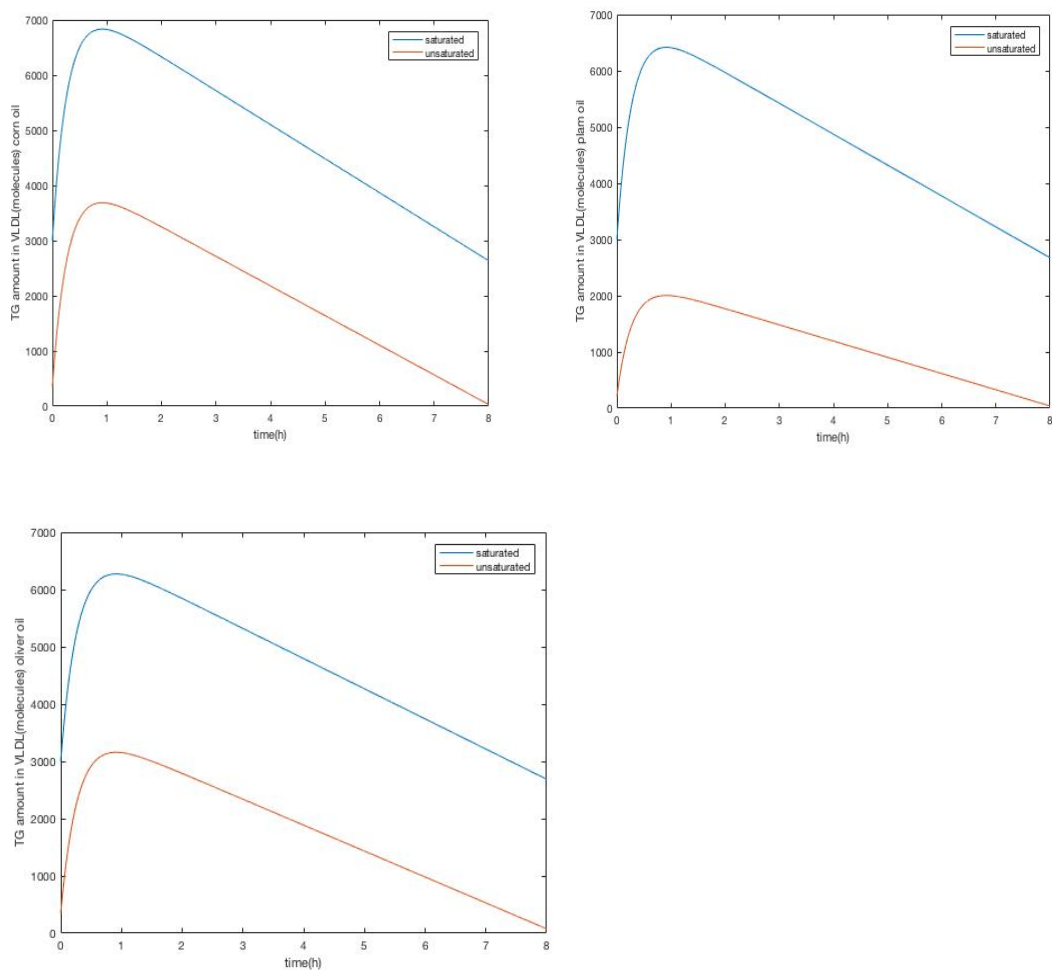 TG amount in VLDL(molecules) corn oil
7000
6000
5000
4000
3000
2000
1000
0
saturated
unsaturated
0 1 2 3 4 5 6 7 8
time(h)
TG amount in VLDL(molecules) plam oil
7000
6000
5000
4000
3000
2000
1000
0
saturated
unsaturated
0 1 2 3 4 5 6 7 8
time(h)
TG amount in VLDL(molecules) oliver oil
7000
6000
5000
4000
3000
2000
1000
0
saturated
unsaturated
0 1 2 3 4 5 6 7 8
time(h)